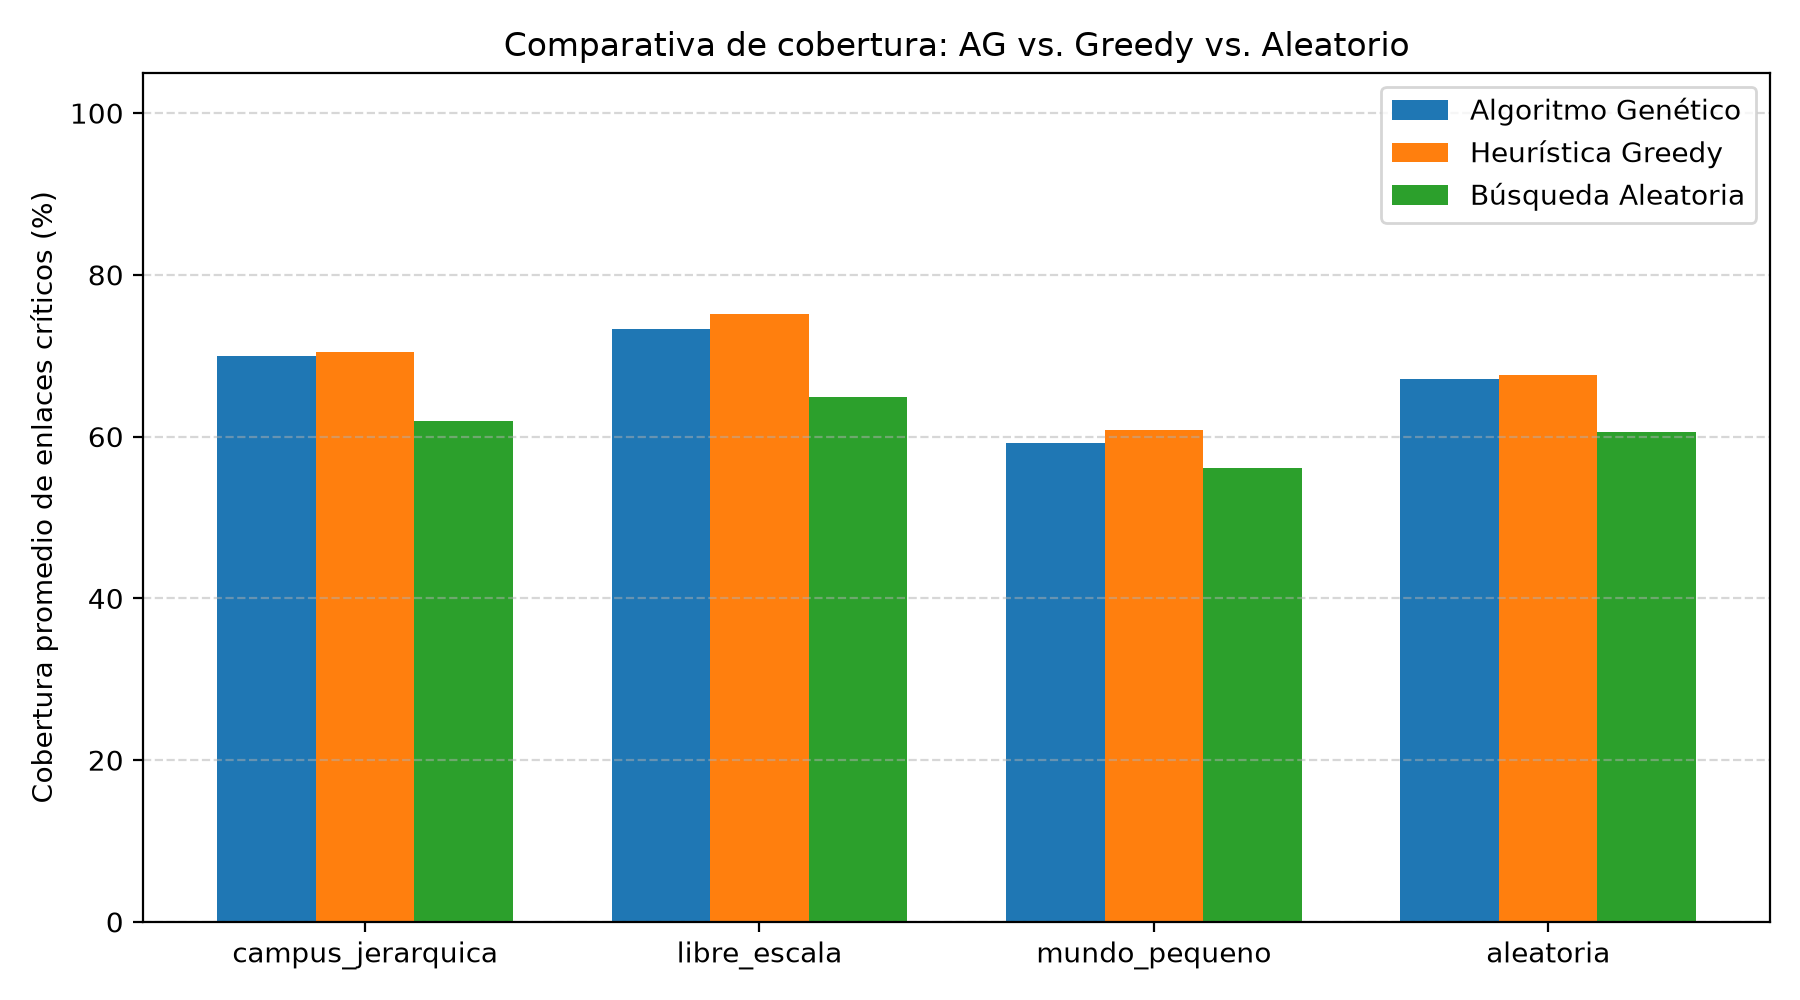 Comparativa de cobertura: AG vs. Greedy vs. Aleatorio
Cobertura promedio de enlaces críticos (%)
100
80
60
40
20
0
Algoritmo Genético
Heurística Greedy
Búsqueda Aleatoria
campus_jerarquica
libre_escala
mundo_pequeno
aleatoria